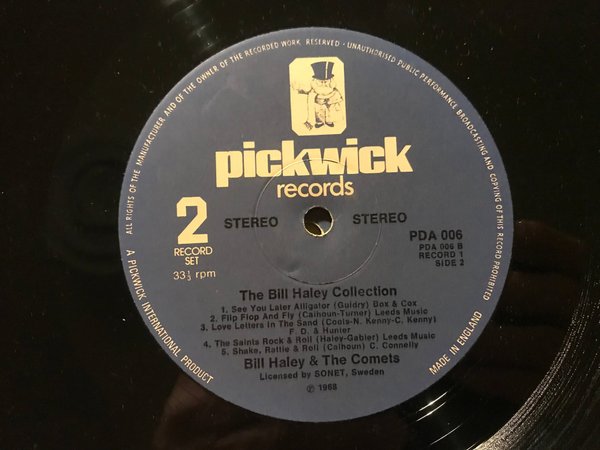 ALL RIGHTS OF THE MANUFACTURER AND OF THE OWNER OF THE RECORDED WORK RESERVED - UNAUTHORISED PUBLIC PERFORMANCE BROADCASTING AND COPYING OF THIS RECORD PROHIBITED
pickwick
records
2
RECORD
SET
33⅓ rpm
STEREO STEREO
PDA 006
PDA 006 B
RECORD 1
SIDE 2
The Bill Haley Collection
1. See You Later Alligator (Guidry) Box & Cox
2. Flip Flop And Fly (Calhoun-Turner) Leeds Music
3. Love Letters In The Sand (Coots-N. Kenny-C. Kenny)
F. D. & Hunter
4. The Saints Rock & Roll (Haley-Gabler) Leeds Music
5. Shake, Rattle & Roll (Calhoun) C. Connelly
Bill Haley & The Comets
Licensed by SONET, Sweden
℗ 1968
A PICKWICK INTERNATIONAL PRODUCT
MADE IN ENGLAND